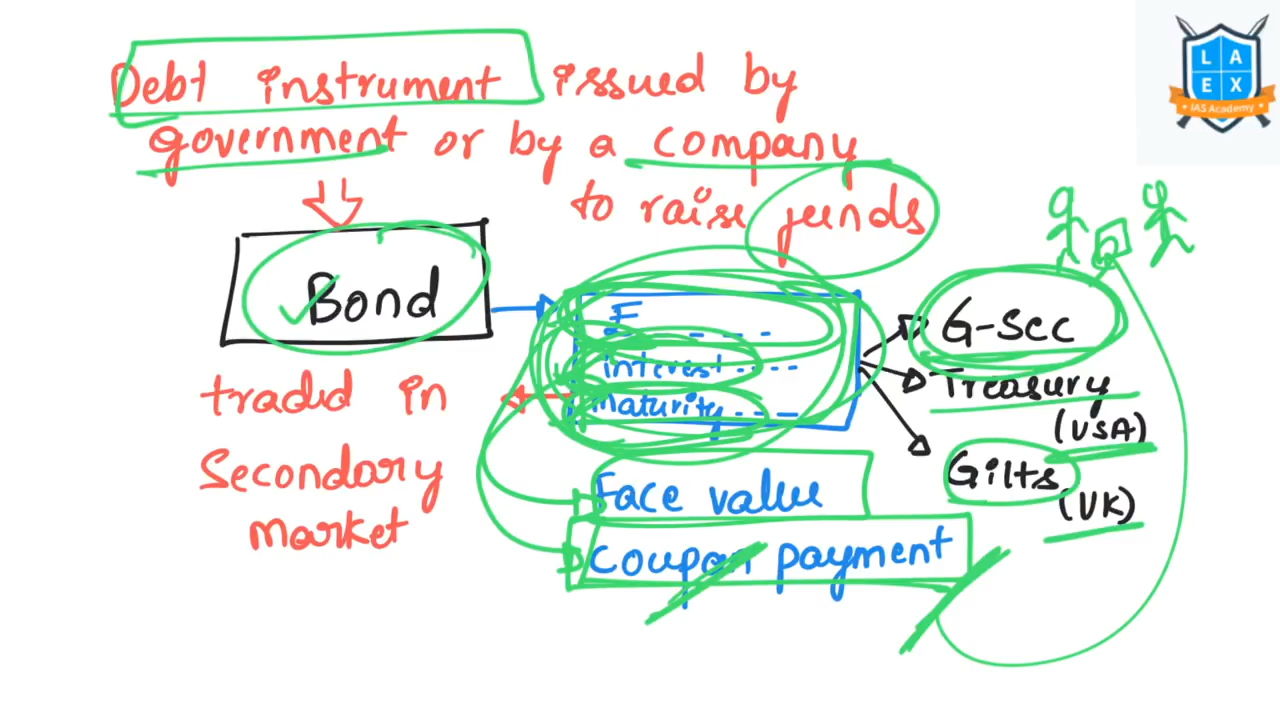 Debt instrument issued by
government or by a company
to raise funds
Bond
F
interest....
maturity
G-Sec
Treasury
(USA)
Gilts
(UK)
traded in
Secondary
market
Face value
Coupon payment
L A
E X
IAS Academy